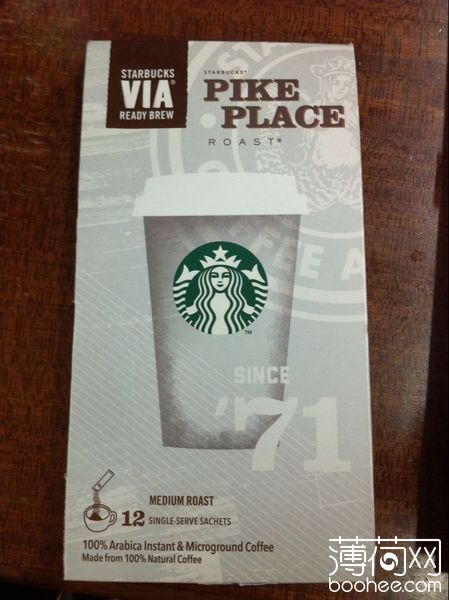 STARBUCKS
VIA®
READY BREW
STARBUCKS®
PIKE
PLACE
ROAST®
TM
SINCE
'71
MEDIUM ROAST
12 SINGLE-SERVE SACHETS
100% Arabica Instant & Microground Coffee
Made from 100% Natural Coffee
薄荷网
boohee.com